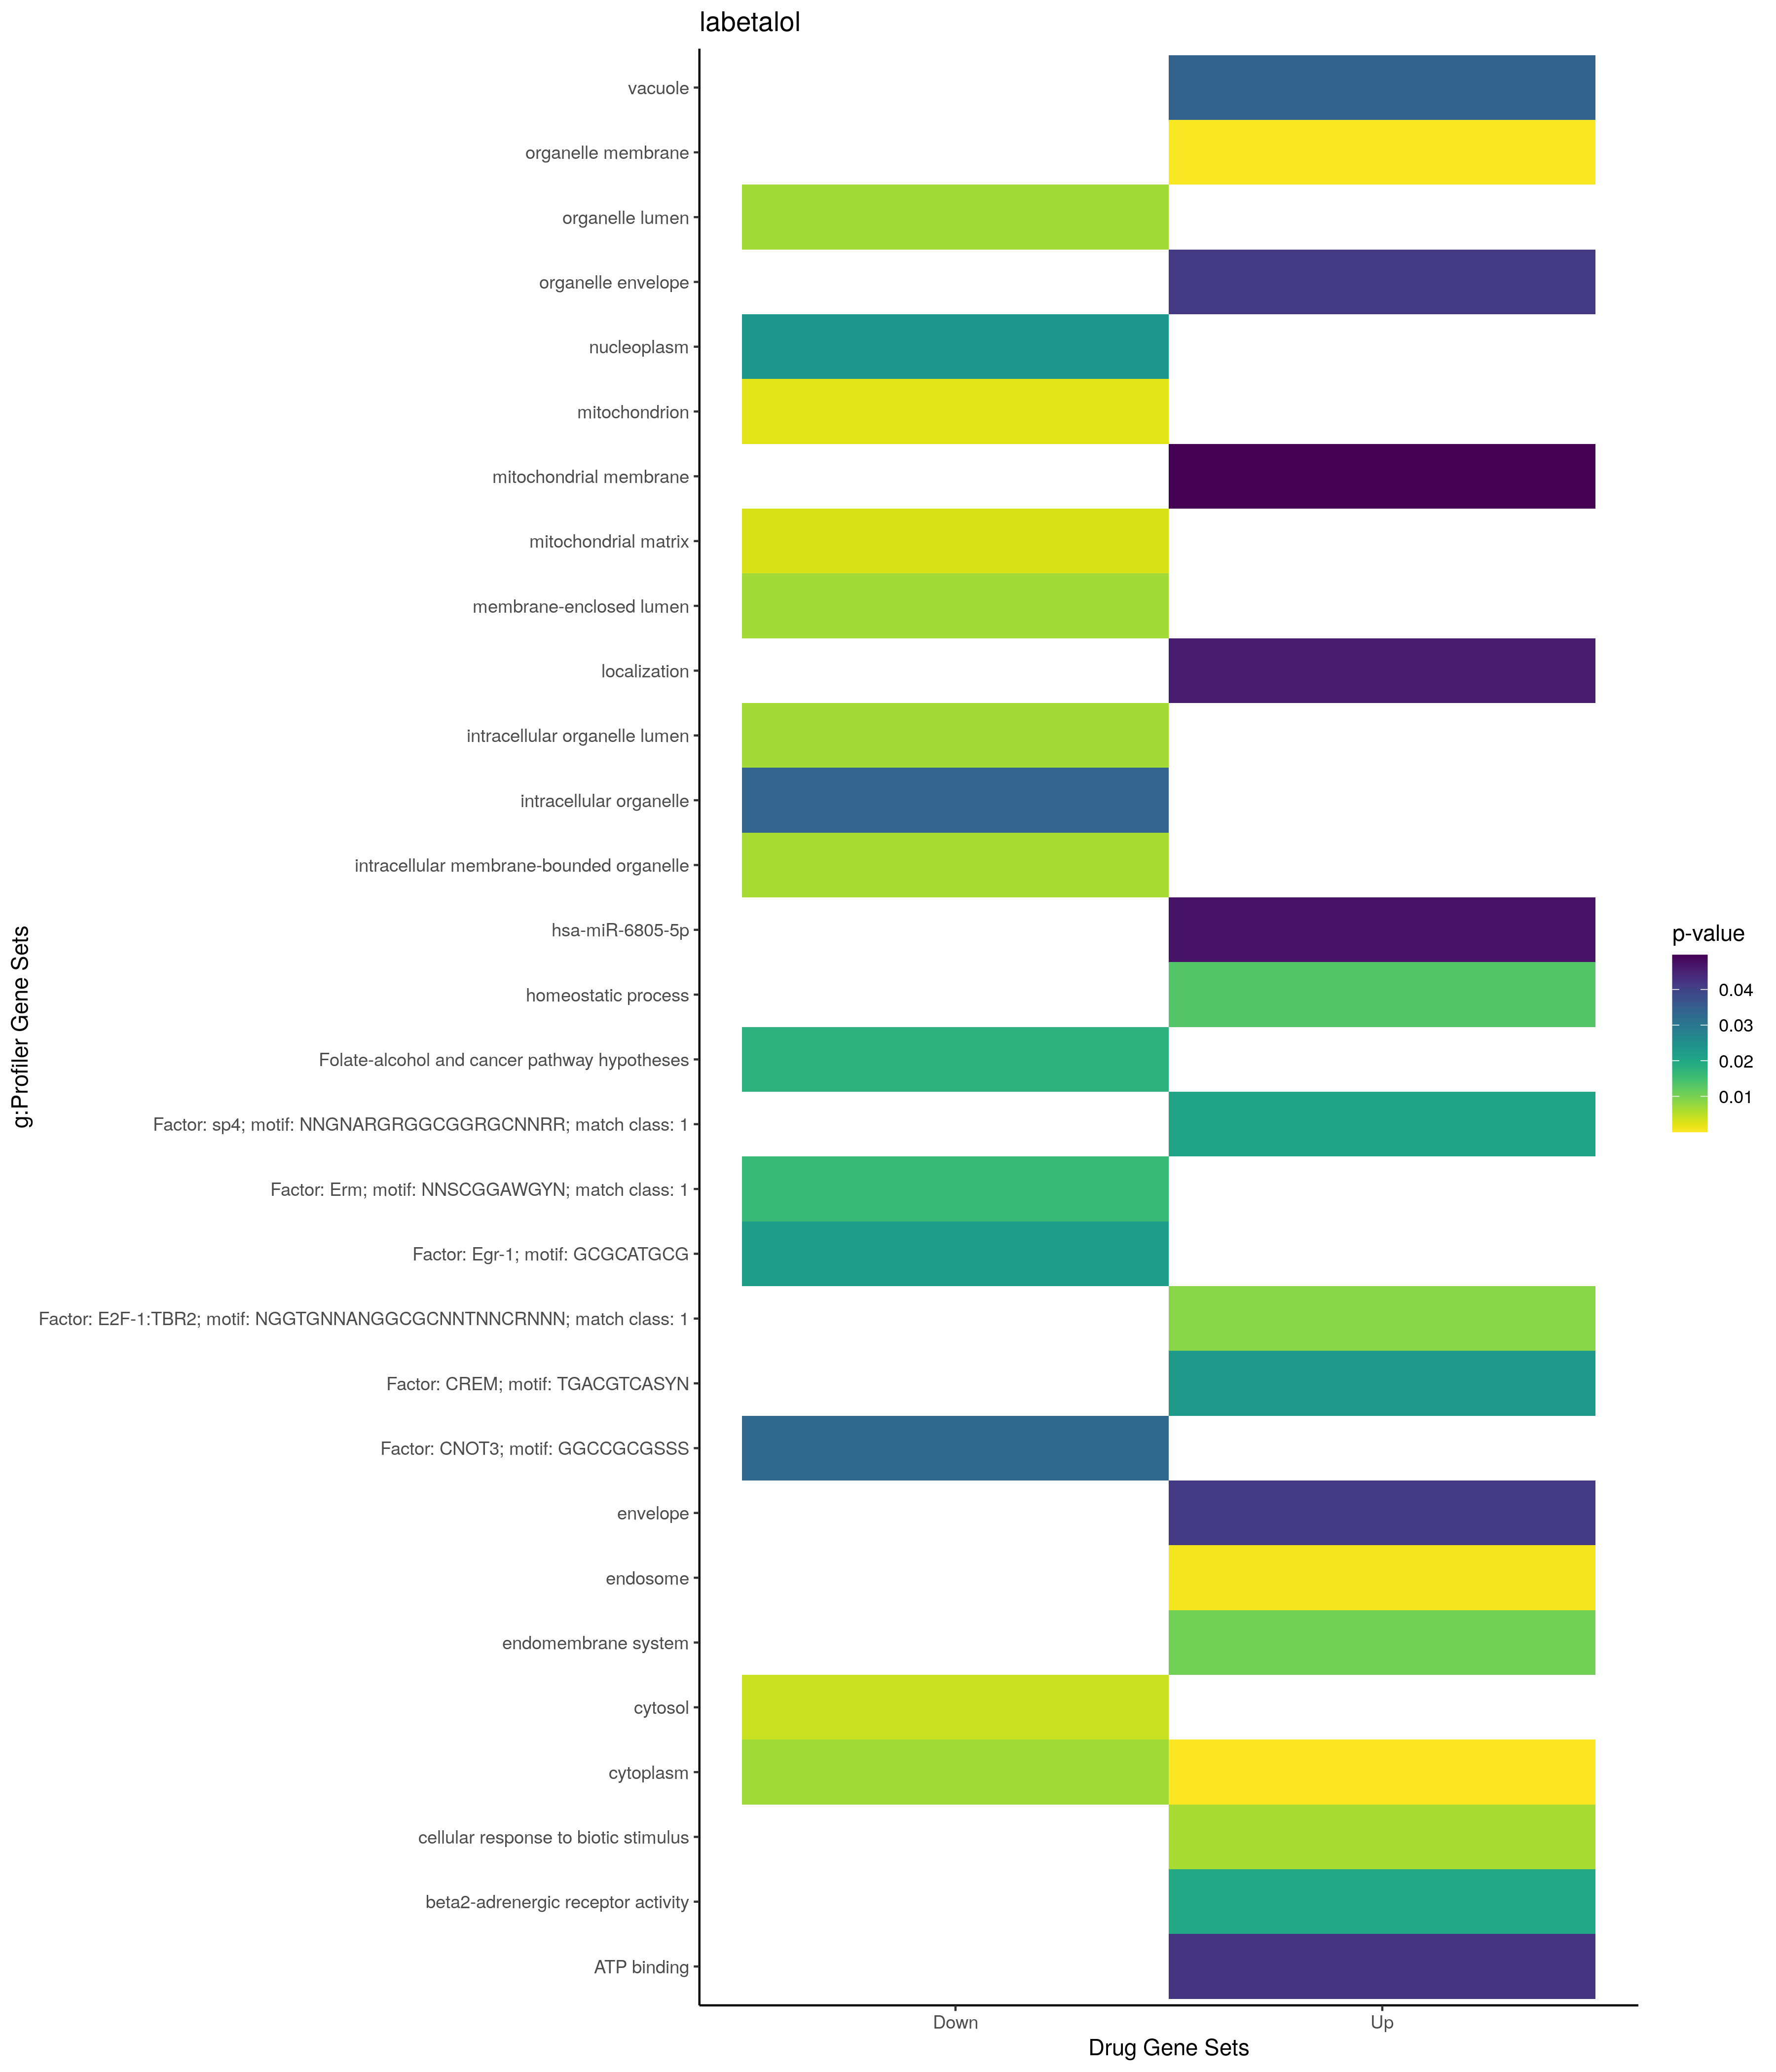 labetalol
vacuole
organelle membrane
organelle lumen
organelle envelope
nucleoplasm
mitochondrion
mitochondrial membrane
mitochondrial matrix
membrane-enclosed lumen
localization
intracellular organelle lumen
intracellular organelle
intracellular membrane-bounded organelle
hsa-miR-6805-5p
homeostatic process
Folate-alcohol and cancer pathway hypotheses
Factor: sp4; motif: NNGNARGRGGCGGRGCNNRR; match class: 1
Factor: Erm; motif: NNSCGGAWGYN; match class: 1
Factor: Egr-1; motif: GCGCATGCG
Factor: E2F-1:TBR2; motif: NGGTGNNANGGCGCNNTNNCRNNN; match class: 1
Factor: CREM; motif: TGACGTCASYN
Factor: CNOT3; motif: GGCCGCGSSS
envelope
endosome
endomembrane system
cytosol
cytoplasm
cellular response to biotic stimulus
beta2-adrenergic receptor activity
ATP binding
g:Profiler Gene Sets
Down
Up
Drug Gene Sets
p-value
0.04
0.03
0.02
0.01